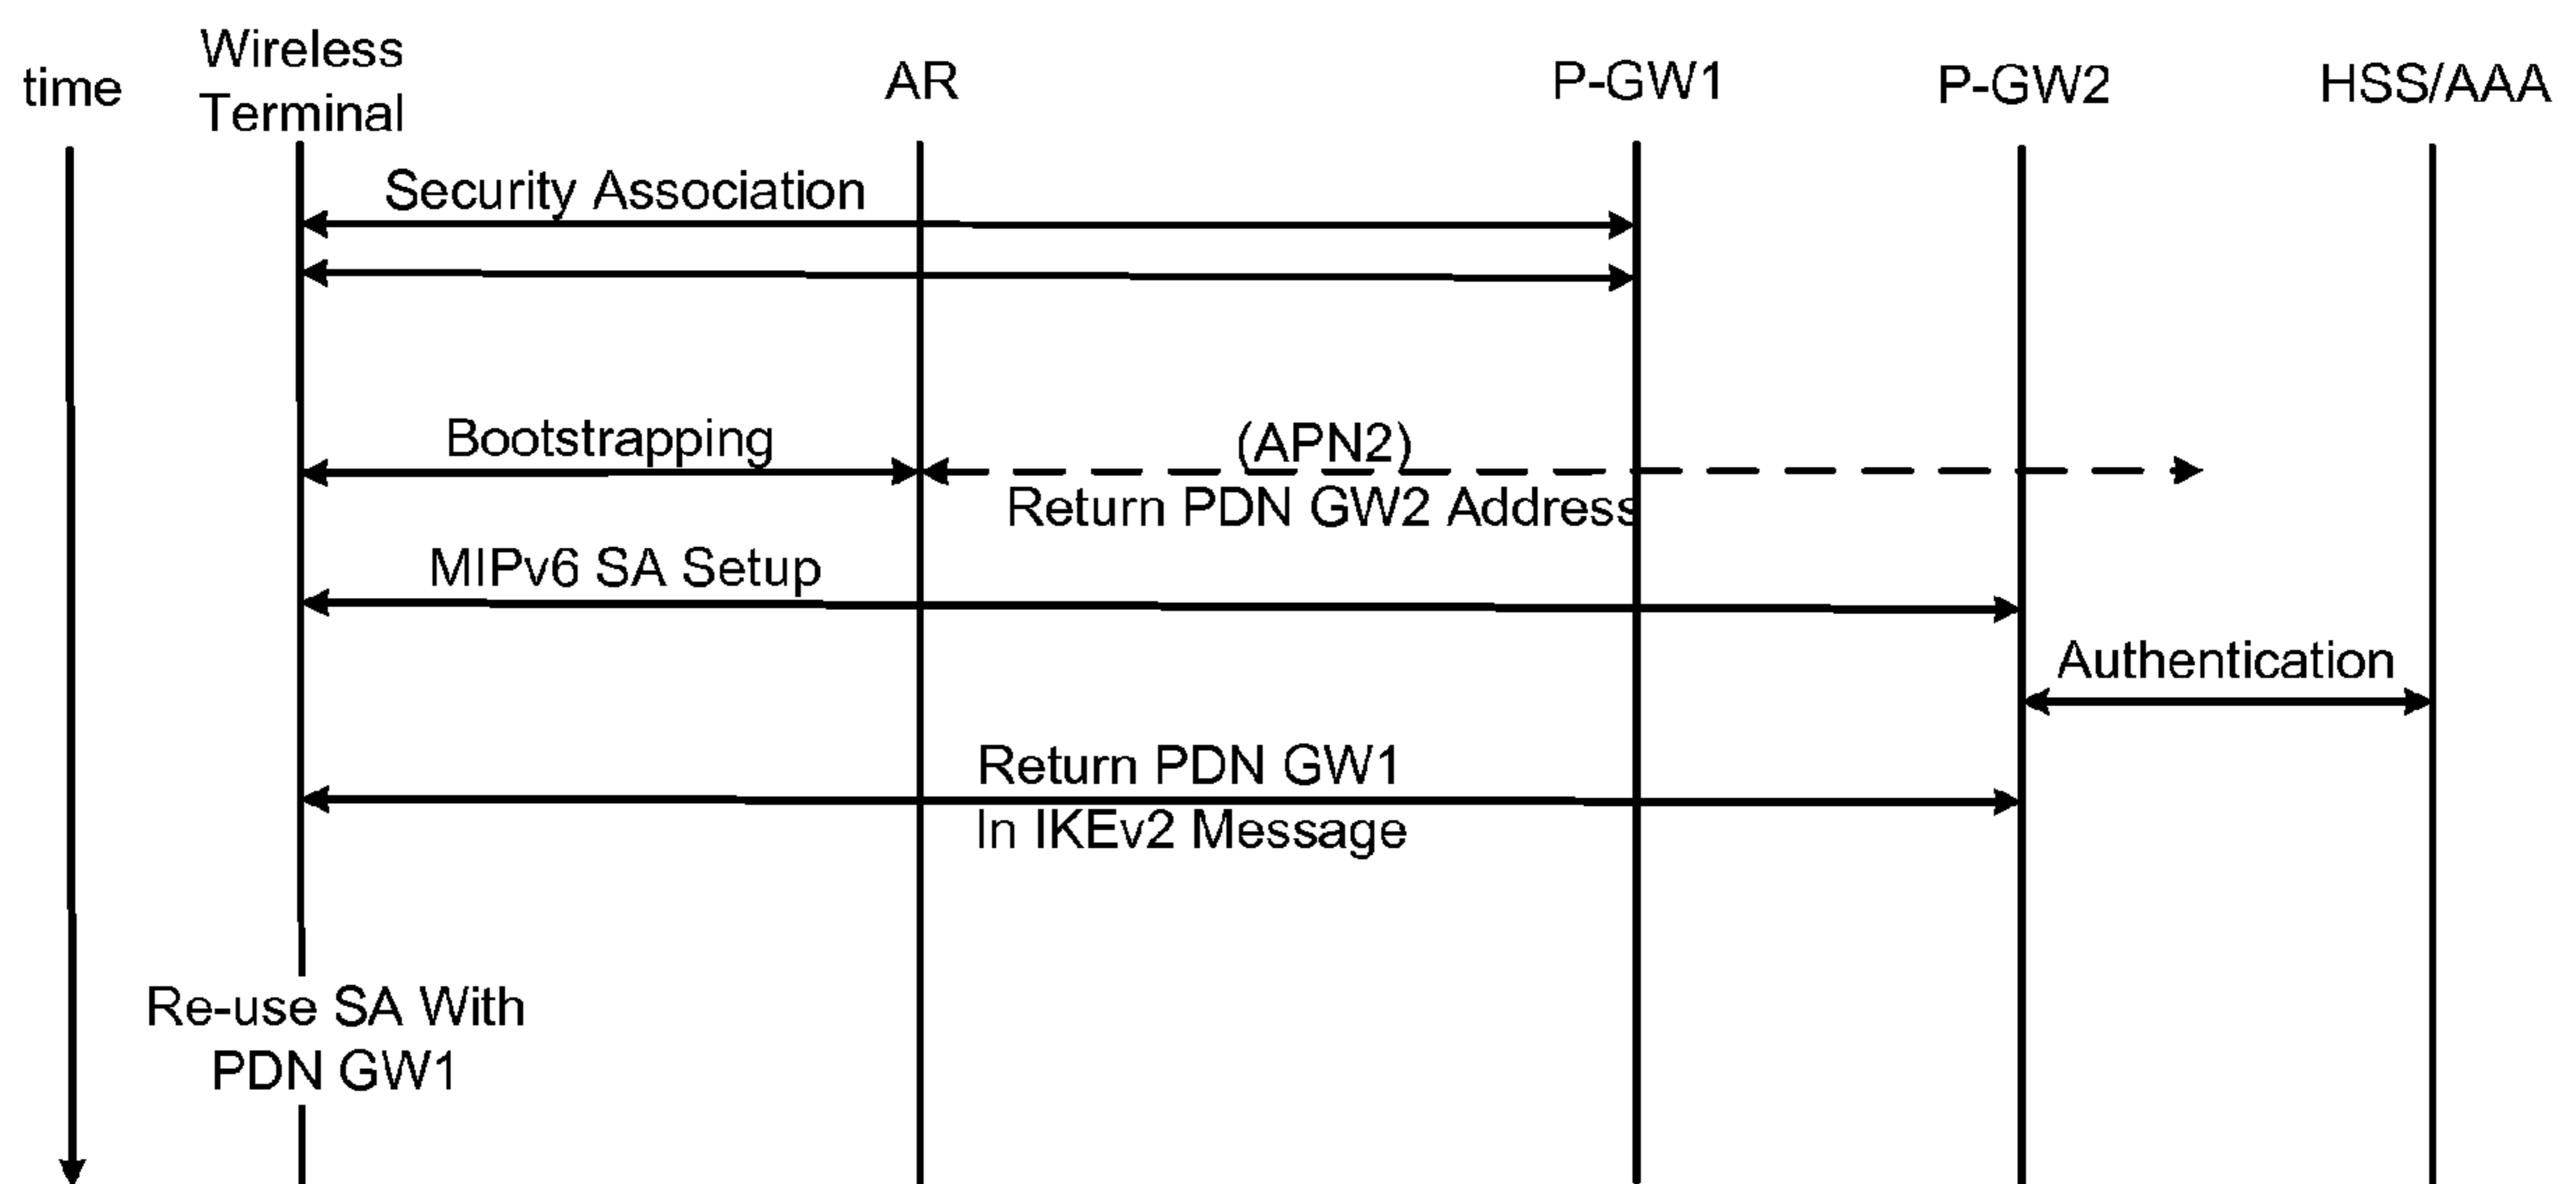 time
Wireless
Terminal
AR
P-GW1
P-GW2
HSS/AAA
Security Association
Bootstrapping
(APN2)
Return PDN GW2 Address
MIPv6 SA Setup
Authentication
Return PDN GW1
In IKEv2 Message
Re-use SA With
PDN GW1